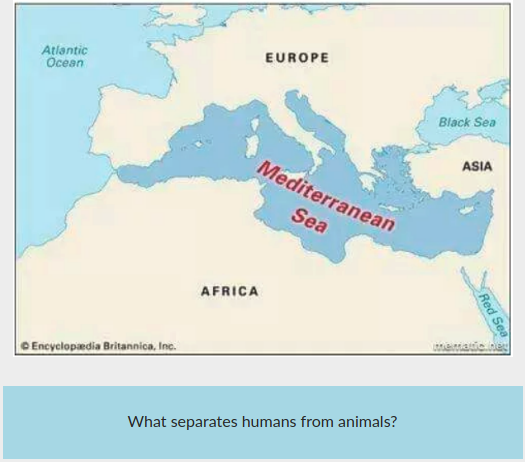 Atlantic
Ocean
EUROPE
Black Sea
ASIA
Mediterranean
Sea
AFRICA
Red Sea
© Encyclopædia Britannica, Inc.
mematic.net
What separates humans from animals?